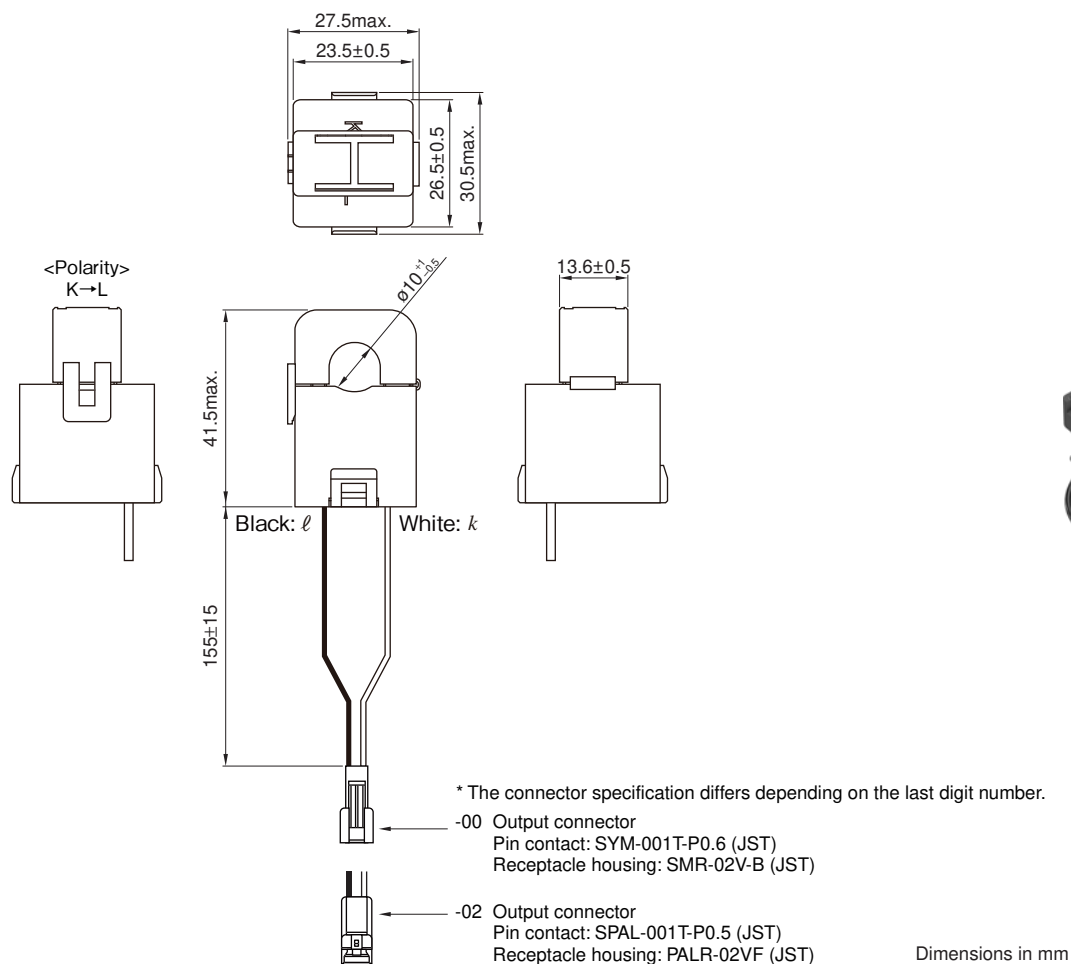 27.5max.
23.5±0.5
K
26.5±0.5
30.5max.
<Polarity>
K→L
ø10 +1 −0.5
13.6±0.5
41.5max.
Black: ℓ
White: k
155±15
* The connector specification differs depending on the last digit number.
-00 Output connector
Pin contact: SYM-001T-P0.6 (JST)
Receptacle housing: SMR-02V-B (JST)
-02 Output connector
Pin contact: SPAL-001T-P0.5 (JST)
Receptacle housing: PALR-02VF (JST)
Dimensions in mm